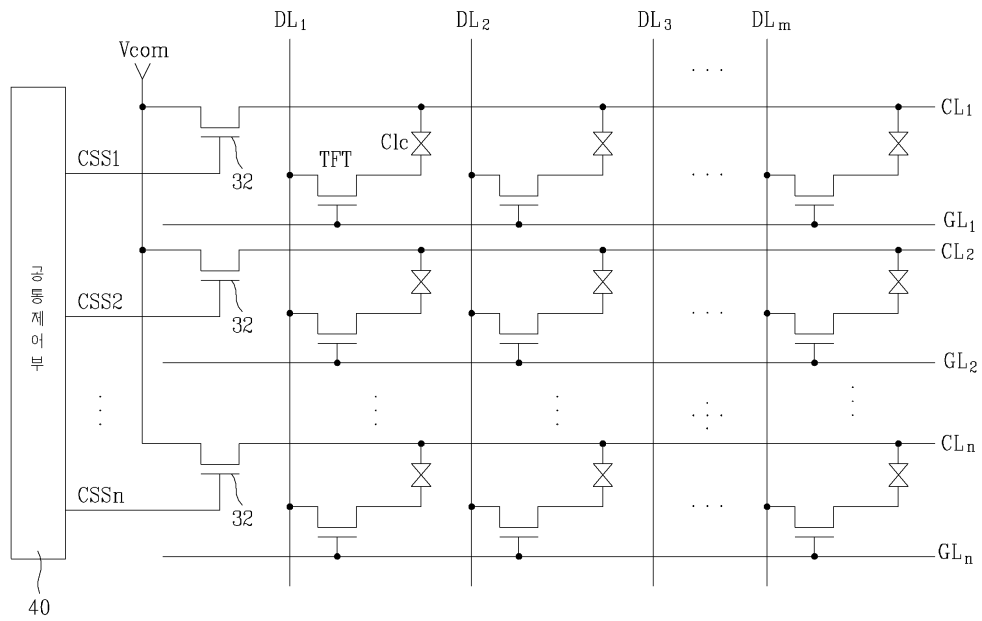 DL1 DL2 DL3 DLm
Vcom
CL1
Clc
CSS1
TFT
32
GL1
CL2
CSS2
32
GL2
공통제어부
CLn
CSSn
32
GLn
40